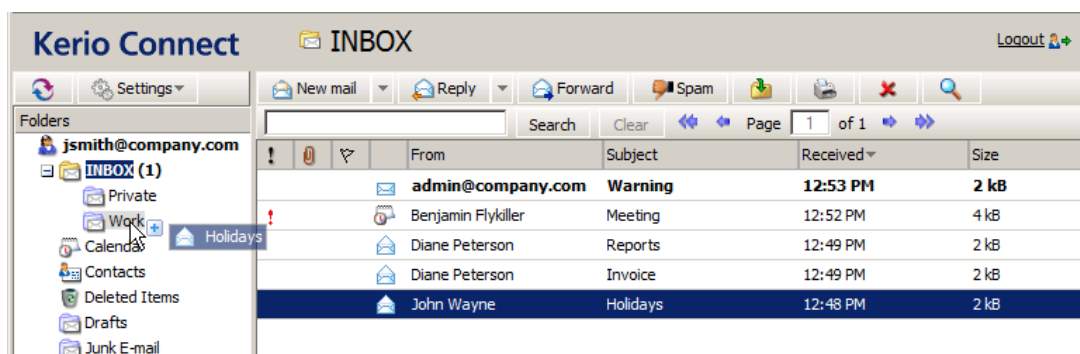 Kerio Connect INBOX Logout
Settings New mail Reply Forward Spam
Folders Search Clear Page 1 of 1
jsmith@company.com ! From Subject Received Size
INBOX (1) admin@company.com Warning 12:53 PM 2 kB
Private
Work ! Benjamin Flykiller Meeting 12:52 PM 4 kB
Holidays
Calendar Diane Peterson Reports 12:49 PM 2 kB
Contacts Diane Peterson Invoice 12:49 PM 2 kB
Deleted Items John Wayne Holidays 12:48 PM 2 kB
Drafts
Junk E-mail